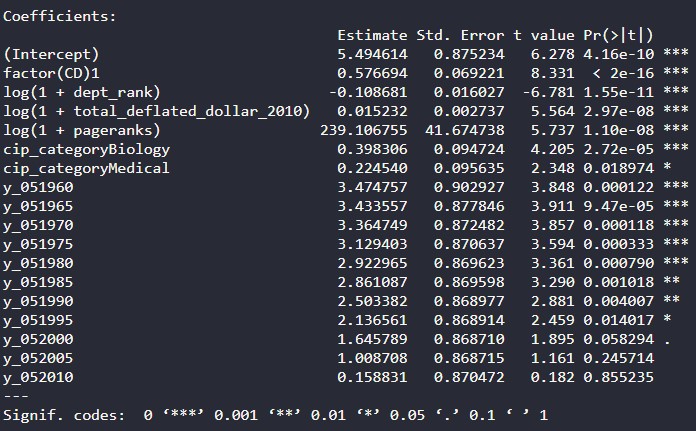 Coefficients:
                                    Estimate Std. Error t value Pr(>|t|)
(Intercept)                         5.494614   0.875234   6.278 4.16e-10 ***
factor(CD)1                         0.576694   0.069221   8.331  < 2e-16 ***
log(1 + dept_rank)                 -0.108681   0.016027  -6.781 1.55e-11 ***
log(1 + total_deflated_dollar_2010) 0.015232   0.002737   5.564 2.97e-08 ***
log(1 + pageranks)                239.106755  41.674738   5.737 1.10e-08 ***
cip_categoryBiology                 0.398306   0.094724   4.205 2.72e-05 ***
cip_categoryMedical                 0.224540   0.095635   2.348 0.018974 *
y_051960                            3.474757   0.902927   3.848 0.000122 ***
y_051965                            3.433557   0.877846   3.911 9.47e-05 ***
y_051970                            3.364749   0.872482   3.857 0.000118 ***
y_051975                            3.129403   0.870637   3.594 0.000333 ***
y_051980                            2.922965   0.869623   3.361 0.000790 ***
y_051985                            2.861087   0.869598   3.290 0.001018 **
y_051990                            2.503382   0.868977   2.881 0.004007 **
y_051995                            2.136561   0.868914   2.459 0.014017 *
y_052000                            1.645789   0.868710   1.895 0.058294 .
y_052005                            1.008708   0.868715   1.161 0.245714
y_052010                            0.158831   0.870472   0.182 0.855235
---
Signif. codes:  0 ‘***’ 0.001 ‘**’ 0.01 ‘*’ 0.05 ‘.’ 0.1 ‘ ’ 1